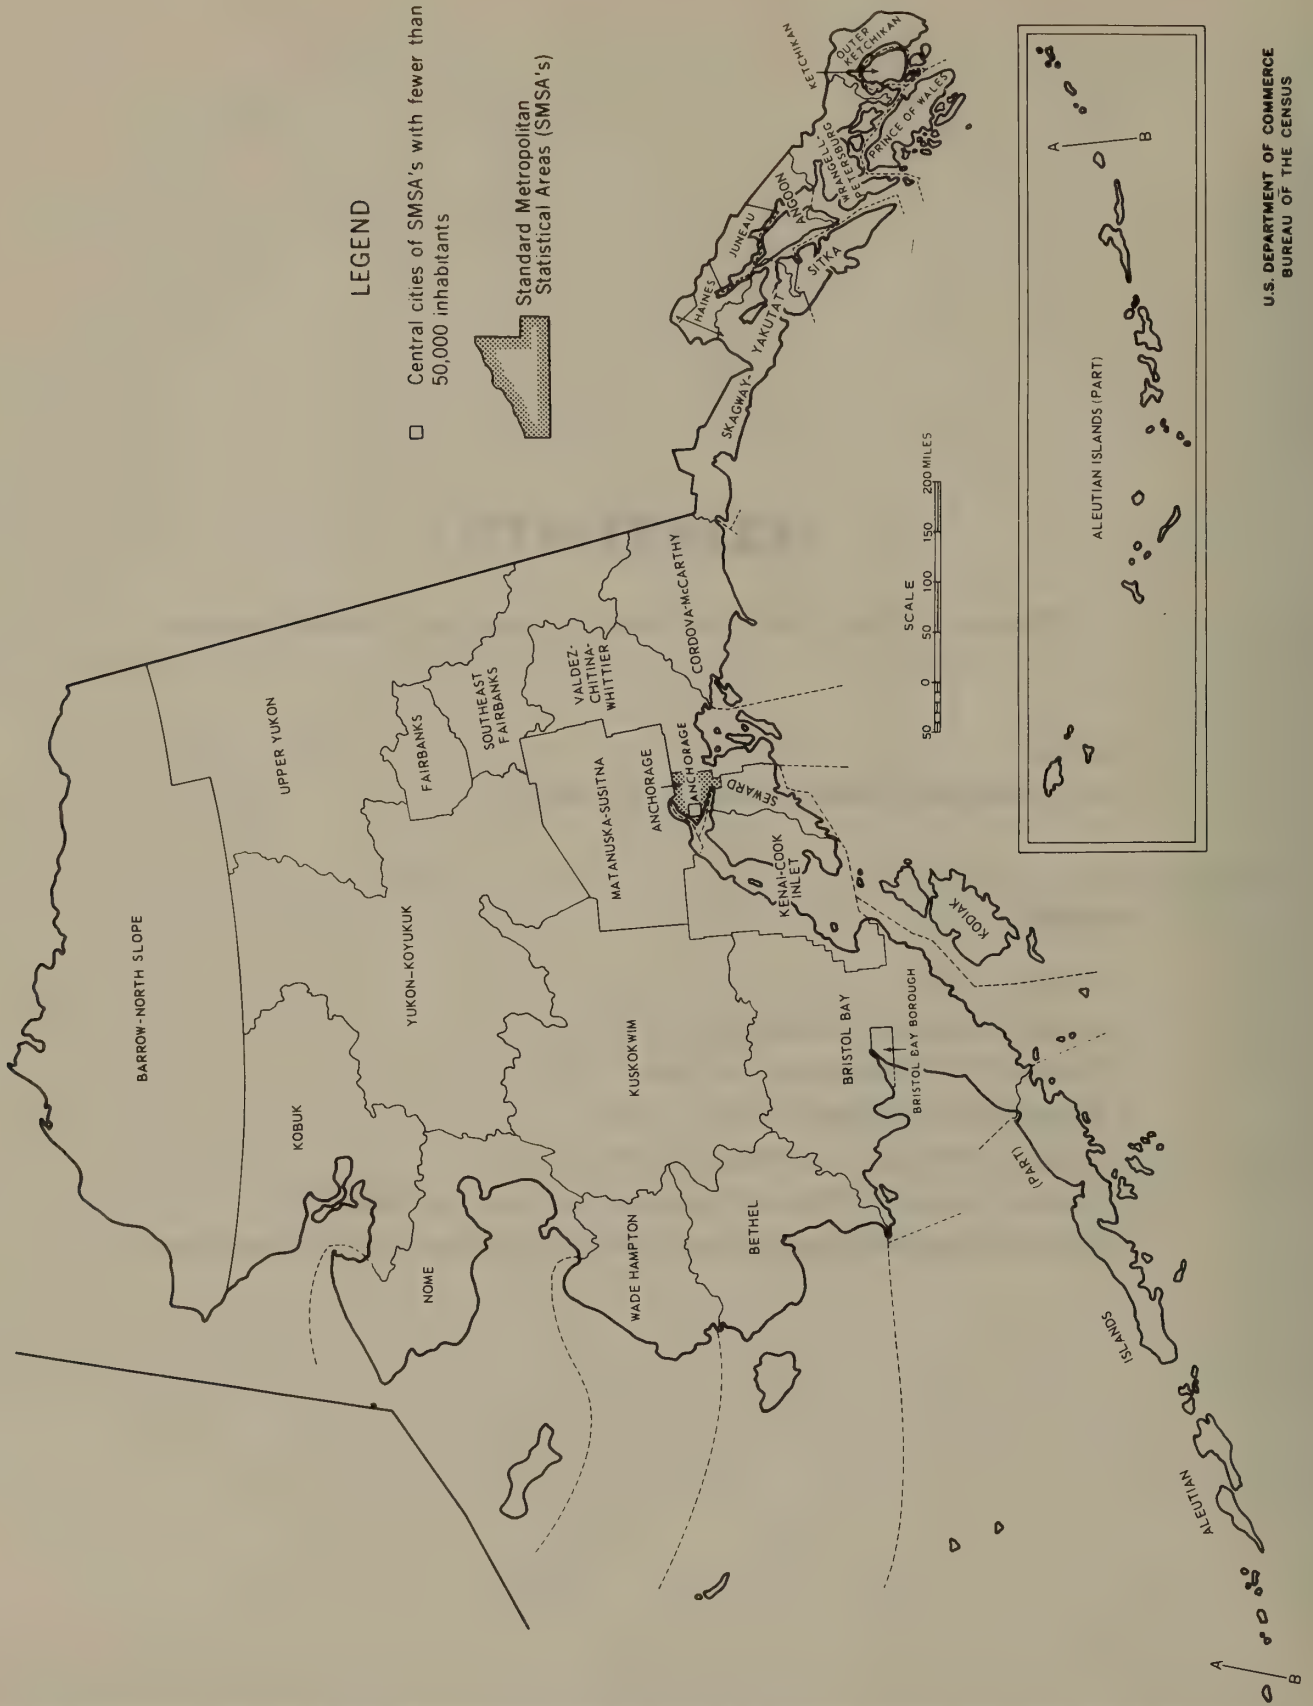 LEGEND
Central cities of SMSA's with fewer than
50,000 inhabitants
Standard Metropolitan
Statistical Areas (SMSA's)
BARROW-NORTH SLOPE
KOBUK
UPPER YUKON
YUKON-KOYUKUK
FAIRBANKS
SOUTHEAST
FAIRBANKS
NOME
WADE HAMPTON
KUSKOKWIM
MATANUSKA-SUSITNA
VALDEZ-
CHITINA-
WHITTIER
ANCHORAGE
ANCHORAGE
CORDOVA-McCARTHY
BETHEL
SEWARD
KENAI-COOK
INLET
BRISTOL BAY
BRISTOL BAY BOROUGH
KODIAK
SKAGWAY-
YAKUTAT
HAINES
JUNEAU
ANGOON
SITKA
WRANGELL-
PETERSBURG
PRINCE OF WALES
KETCHIKAN
OUTER
KETCHIKAN
ALEUTIAN
ISLANDS
(PART)
A
B
SCALE
50 0 50 100 150 200 MILES
ALEUTIAN ISLANDS (PART)
A
B
U.S. DEPARTMENT OF COMMERCE
BUREAU OF THE CENSUS